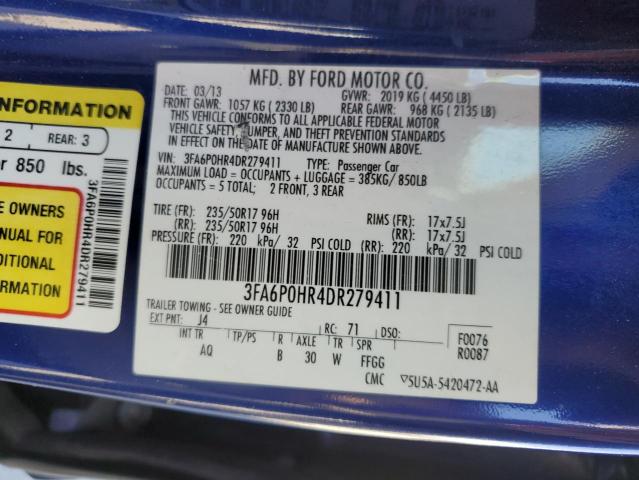 MFD. BY FORD MOTOR CO.
DATE: 03/13 GVWR: 2019 KG (4450 LB)
FRONT GAWR: 1057 KG (2330 LB) REAR GAWR: 968 KG (2135 LB)
THIS VEHICLE CONFORMS TO ALL APPLICABLE FEDERAL MOTOR
VEHICLE SAFETY, BUMPER, AND THEFT PREVENTION STANDARDS
IN EFFECT ON THE DATE OF MANUFACTURE SHOWN ABOVE.
VIN: 3FA6P0HR4DR279411 TYPE: Passenger Car
MAXIMUM LOAD = OCCUPANTS + LUGGAGE = 385KG/850LB
OCCUPANTS = 5 TOTAL; 2 FRONT, 3 REAR
TIRE (FR): 235/50R17 96H RIMS (FR): 17x7.5J
(RR): 235/50R17 96H (RR): 17x7.5J
PRESSURE (FR): 220 kPa/ 32 PSI COLD (RR): 220 kPa/ 32 PSI COLD
3FA6P0HR4DR279411
TRAILER TOWING - SEE OWNER GUIDE
EXT PNT: J4 RC: 71 DSO: F0076
R0087
INT TR TP/PS R AXLE TR SPR
AQ B 30 W FFGG
CMC 5U5A-5420472-AA
INFORMATION
2 REAR: 3
850 lbs.
OWNERS
MANUAL FOR
ADDITIONAL
INFORMATION
3FA6P0HR4DR279411